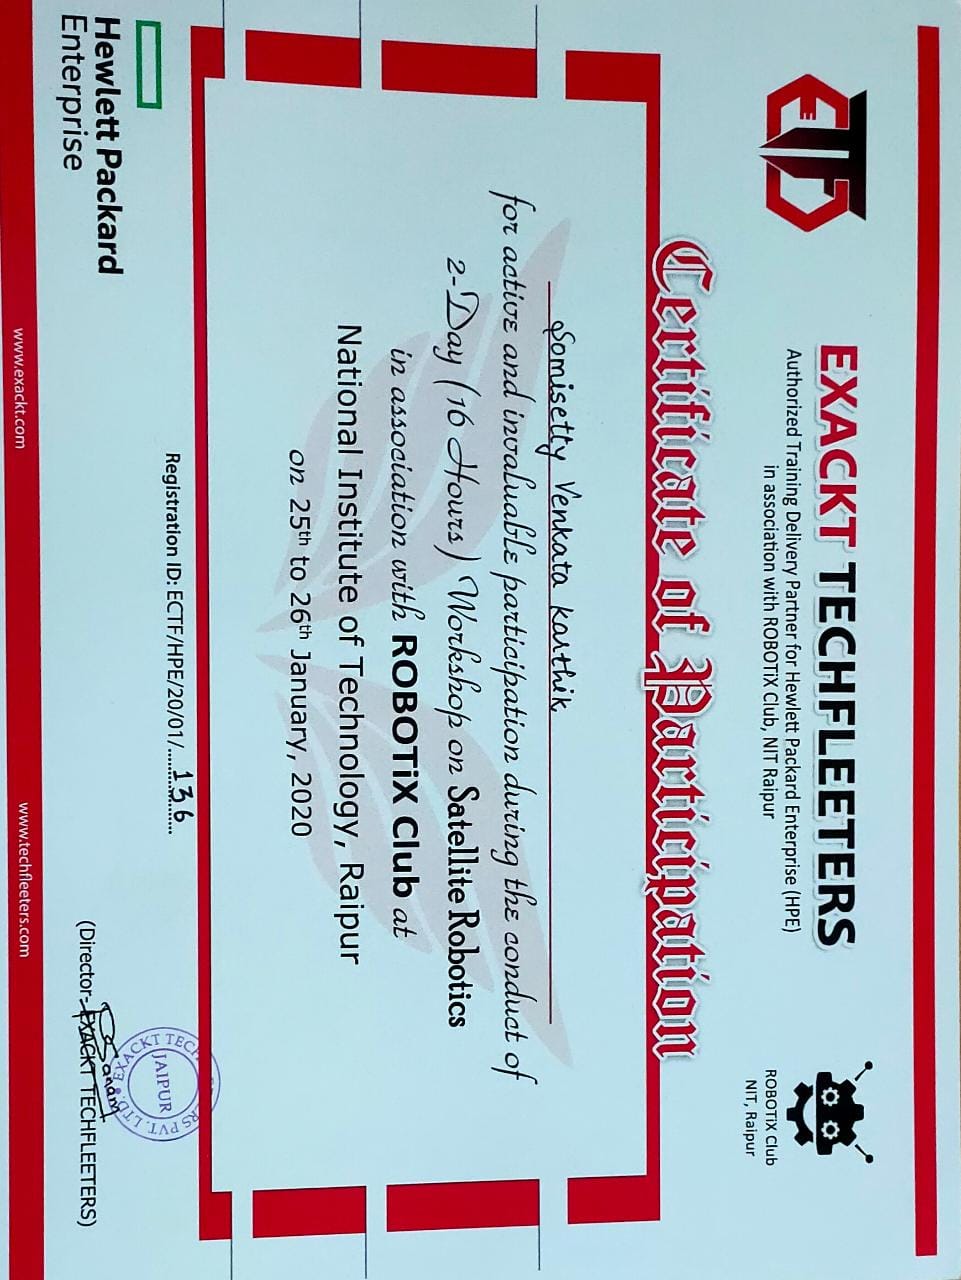 EXACKT TECHFLEETERS
Authorized Training Delivery Partner for Hewlett Packard Enterprise (HPE)
in association with ROBOTiX Club, NIT Raipur
ROBOTiX Club
NIT, Raipur
Certificate of Participation
Somisetty Venkata Karthik,
for active and invaluable participation during the conduct of
2-Day (16 Hours) Workshop on Satellite Robotics
in association with ROBOTiX Club at
National Institute of Technology, Raipur
on 25th to 26th January, 2020
Registration ID: ECTF/HPE/20/01/....136....
Hewlett Packard
Enterprise
JAIPUR
(Director-EXACKT TECHFLEETERS)
www.exackt.com
www.techfleeters.com